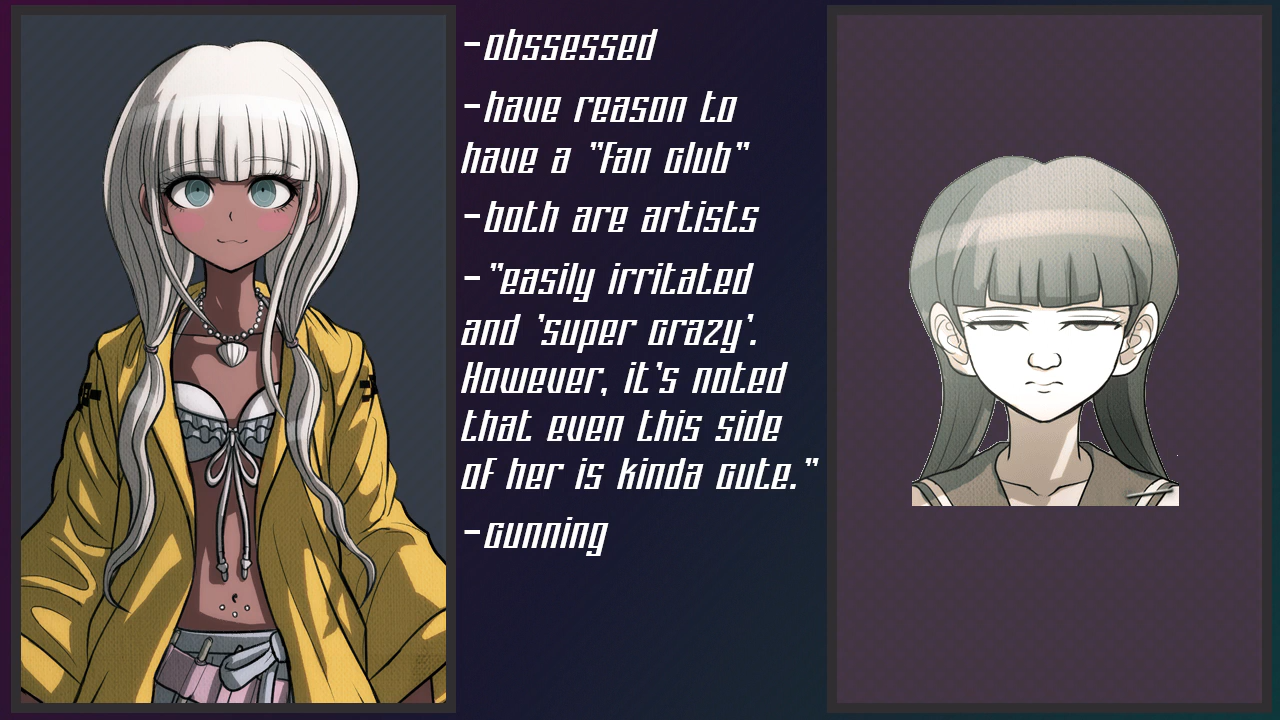 -obssessed
-have reason to
have a "fan club"
-both are artists
-"easily irritated
and 'super crazy'.
However, it's noted
that even this side
of her is kinda cute."
-cunning